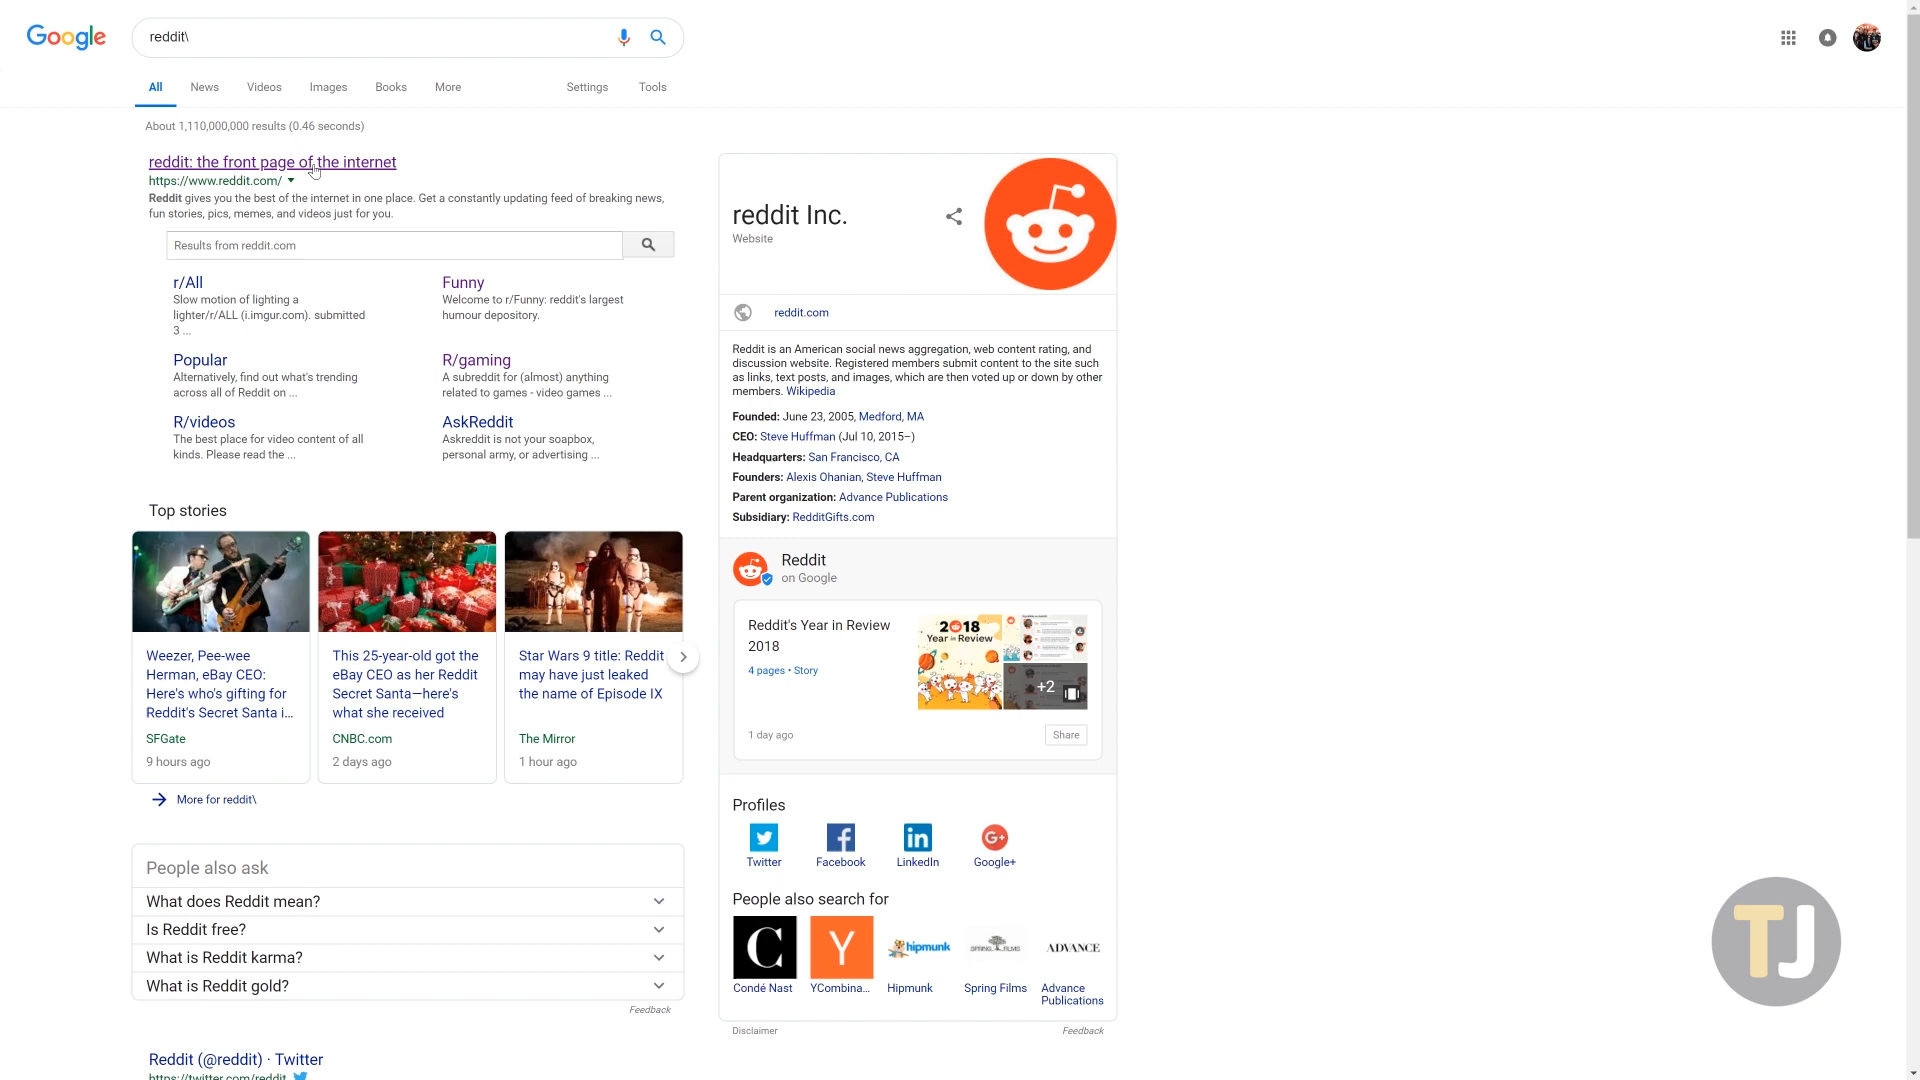 Google
reddit\
All News Videos Images Books More Settings Tools
About 1,110,000,000 results (0.46 seconds)
reddit: the front page of the internet
https://www.reddit.com/
Reddit gives you the best of the internet in one place. Get a constantly updating feed of breaking news,
fun stories, pics, memes, and videos just for you.
Results from reddit.com
r/All
Slow motion of lighting a
lighter/r/ALL (i.imgur.com). submitted
3 ...
Funny
Welcome to r/Funny: reddit's largest
humour depository.
Popular
Alternatively, find out what's trending
across all of Reddit on ...
R/gaming
A subreddit for (almost) anything
related to games - video games ...
R/videos
The best place for video content of all
kinds. Please read the ...
AskReddit
Askreddit is not your soapbox,
personal army, or advertising ...
Top stories
Weezer, Pee-wee
Herman, eBay CEO:
Here's who's gifting for
Reddit's Secret Santa i...
SFGate
9 hours ago
This 25-year-old got the
eBay CEO as her Reddit
Secret Santa—here's
what she received
CNBC.com
2 days ago
Star Wars 9 title: Reddit
may have just leaked
the name of Episode IX
The Mirror
1 hour ago
More for reddit\
People also ask
What does Reddit mean?
Is Reddit free?
What is Reddit karma?
What is Reddit gold?
Feedback
Reddit (@reddit) · Twitter
https://twitter.com/reddit
reddit Inc.
Website
reddit.com
Reddit is an American social news aggregation, web content rating, and
discussion website. Registered members submit content to the site such
as links, text posts, and images, which are then voted up or down by other
members. Wikipedia
Founded: June 23, 2005, Medford, MA
CEO: Steve Huffman (Jul 10, 2015–)
Headquarters: San Francisco, CA
Founders: Alexis Ohanian, Steve Huffman
Parent organization: Advance Publications
Subsidiary: RedditGifts.com
Reddit
on Google
Reddit's Year in Review
2018
4 pages • Story
2018
Year in Review
+2
1 day ago
Share
Profiles
Twitter Facebook LinkedIn Google+
People also search for
C Y hipmunk SPRING FILMS ADVANCE
Condé Nast YCombina... Hipmunk Spring Films Advance
Publications
Disclaimer
Feedback
TJ